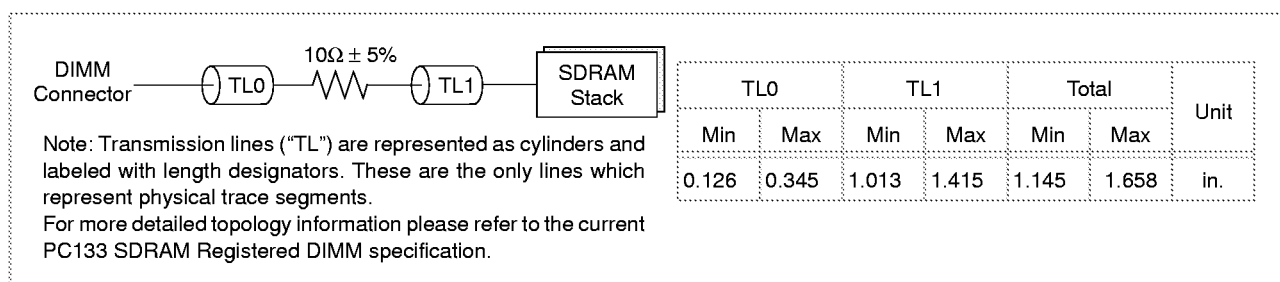 10Ω ± 5%
DIMM
Connector
TL0
TL1
SDRAM
Stack
Note: Transmission lines (“TL”) are represented as cylinders and
labeled with length designators. These are the only lines which
represent physical trace segments.
For more detailed topology information please refer to the current
PC133 SDRAM Registered DIMM specification.
TL0 TL1 Total Unit
Min Max Min Max Min Max
0.126 0.345 1.013 1.415 1.145 1.658 in.